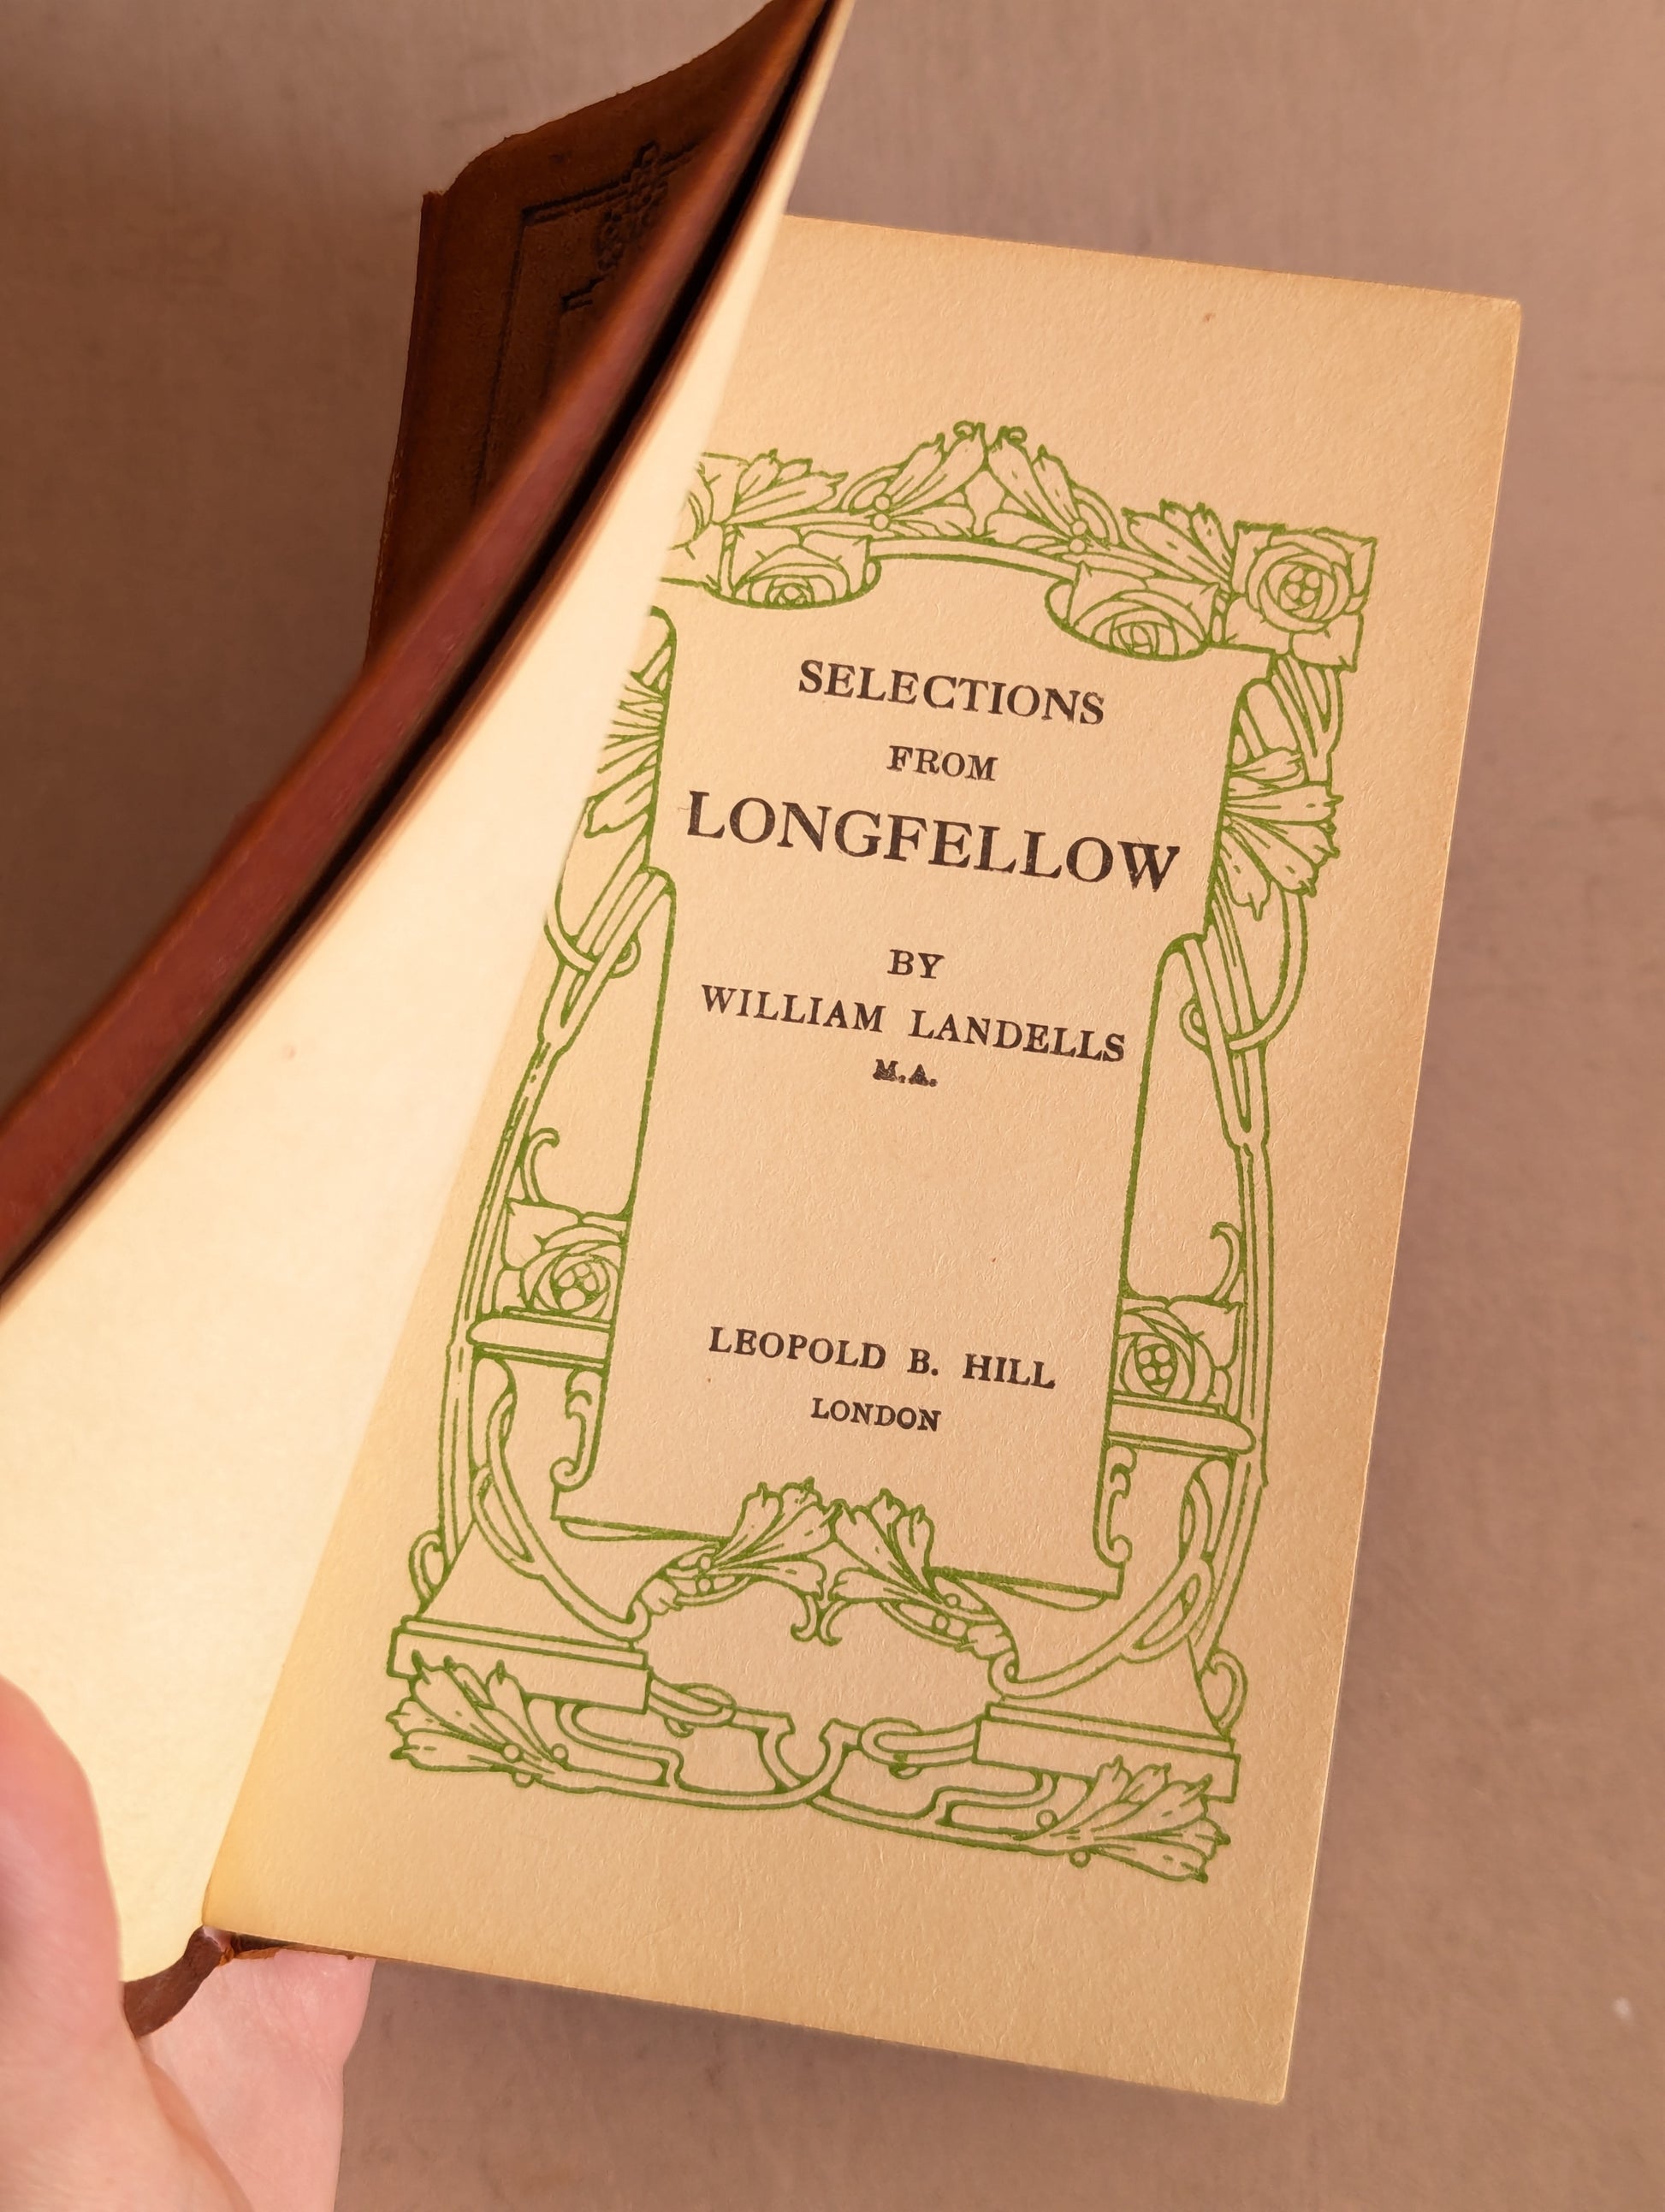 SELECTIONS
FROM
LONGFELLOW
BY
WILLIAM LANDELLS
M.A.
LEOPOLD B. HILL
LONDON